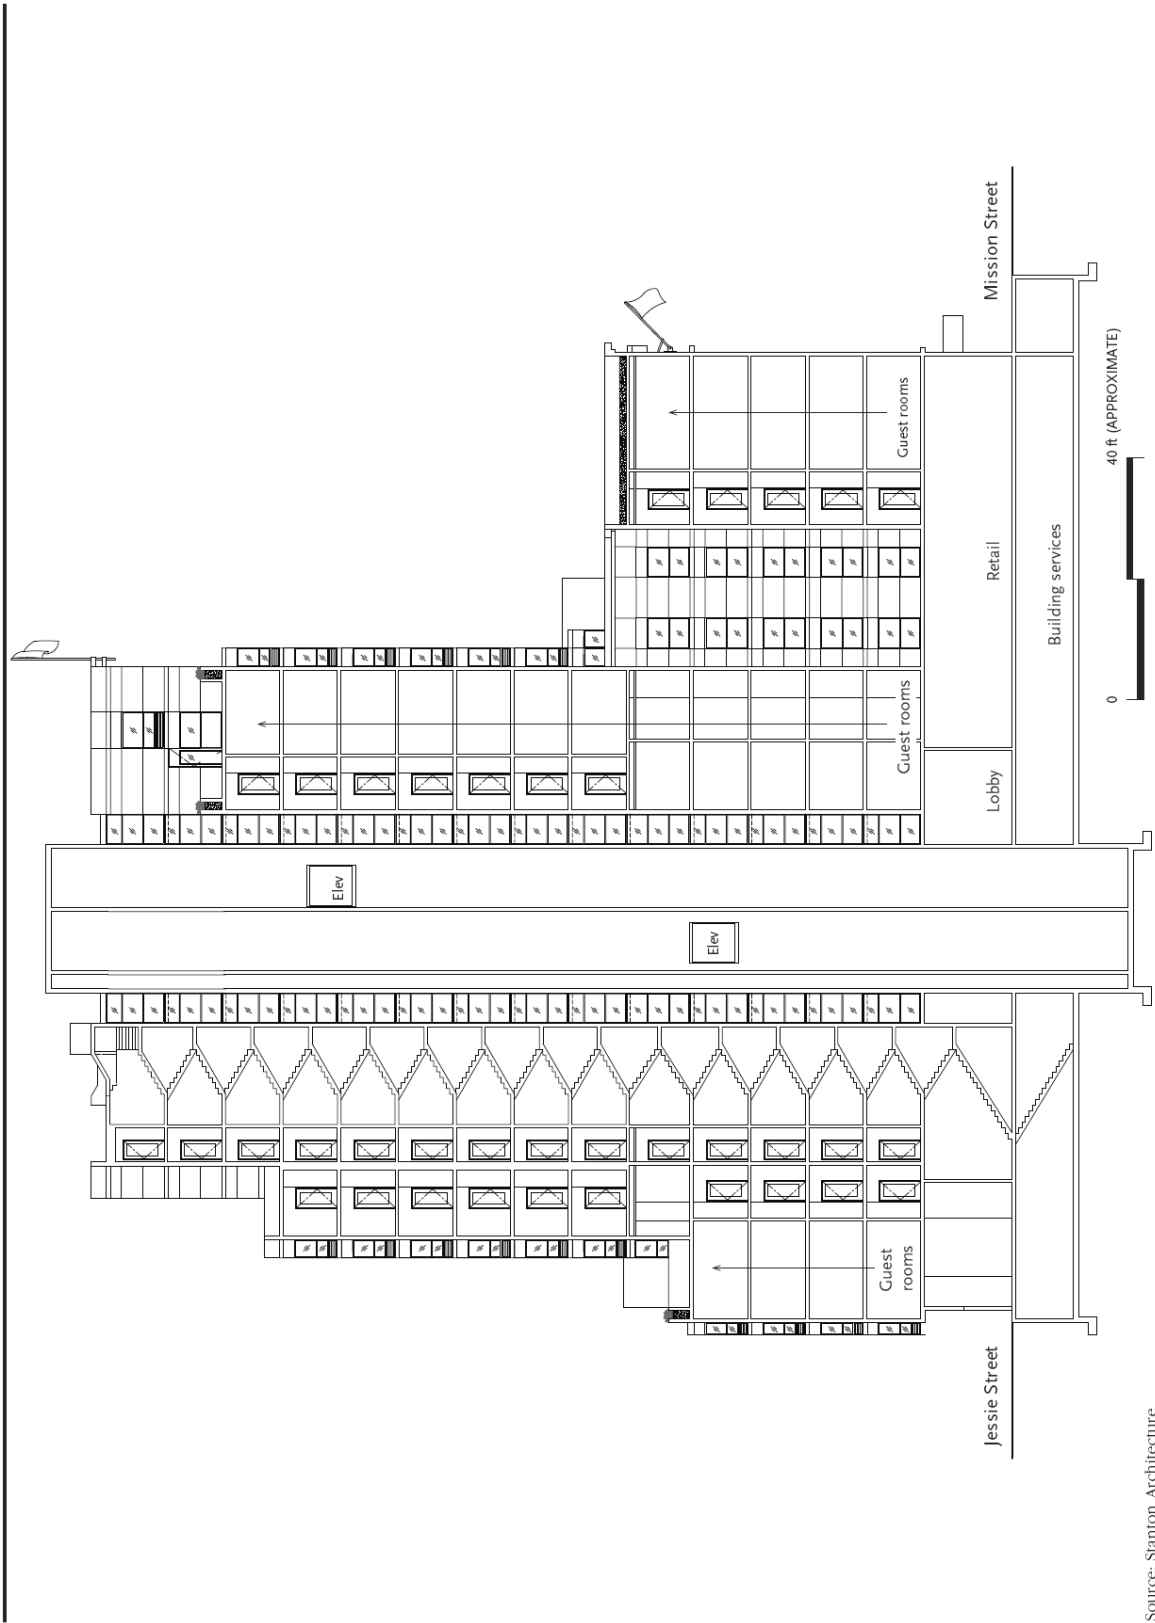 Elev
Elev
Guest rooms
Guest rooms
Guest
rooms
Jessie Street
Lobby
Retail
Mission Street
Building services
0
40 ft (APPROXIMATE)
Source: Stanton Architecture